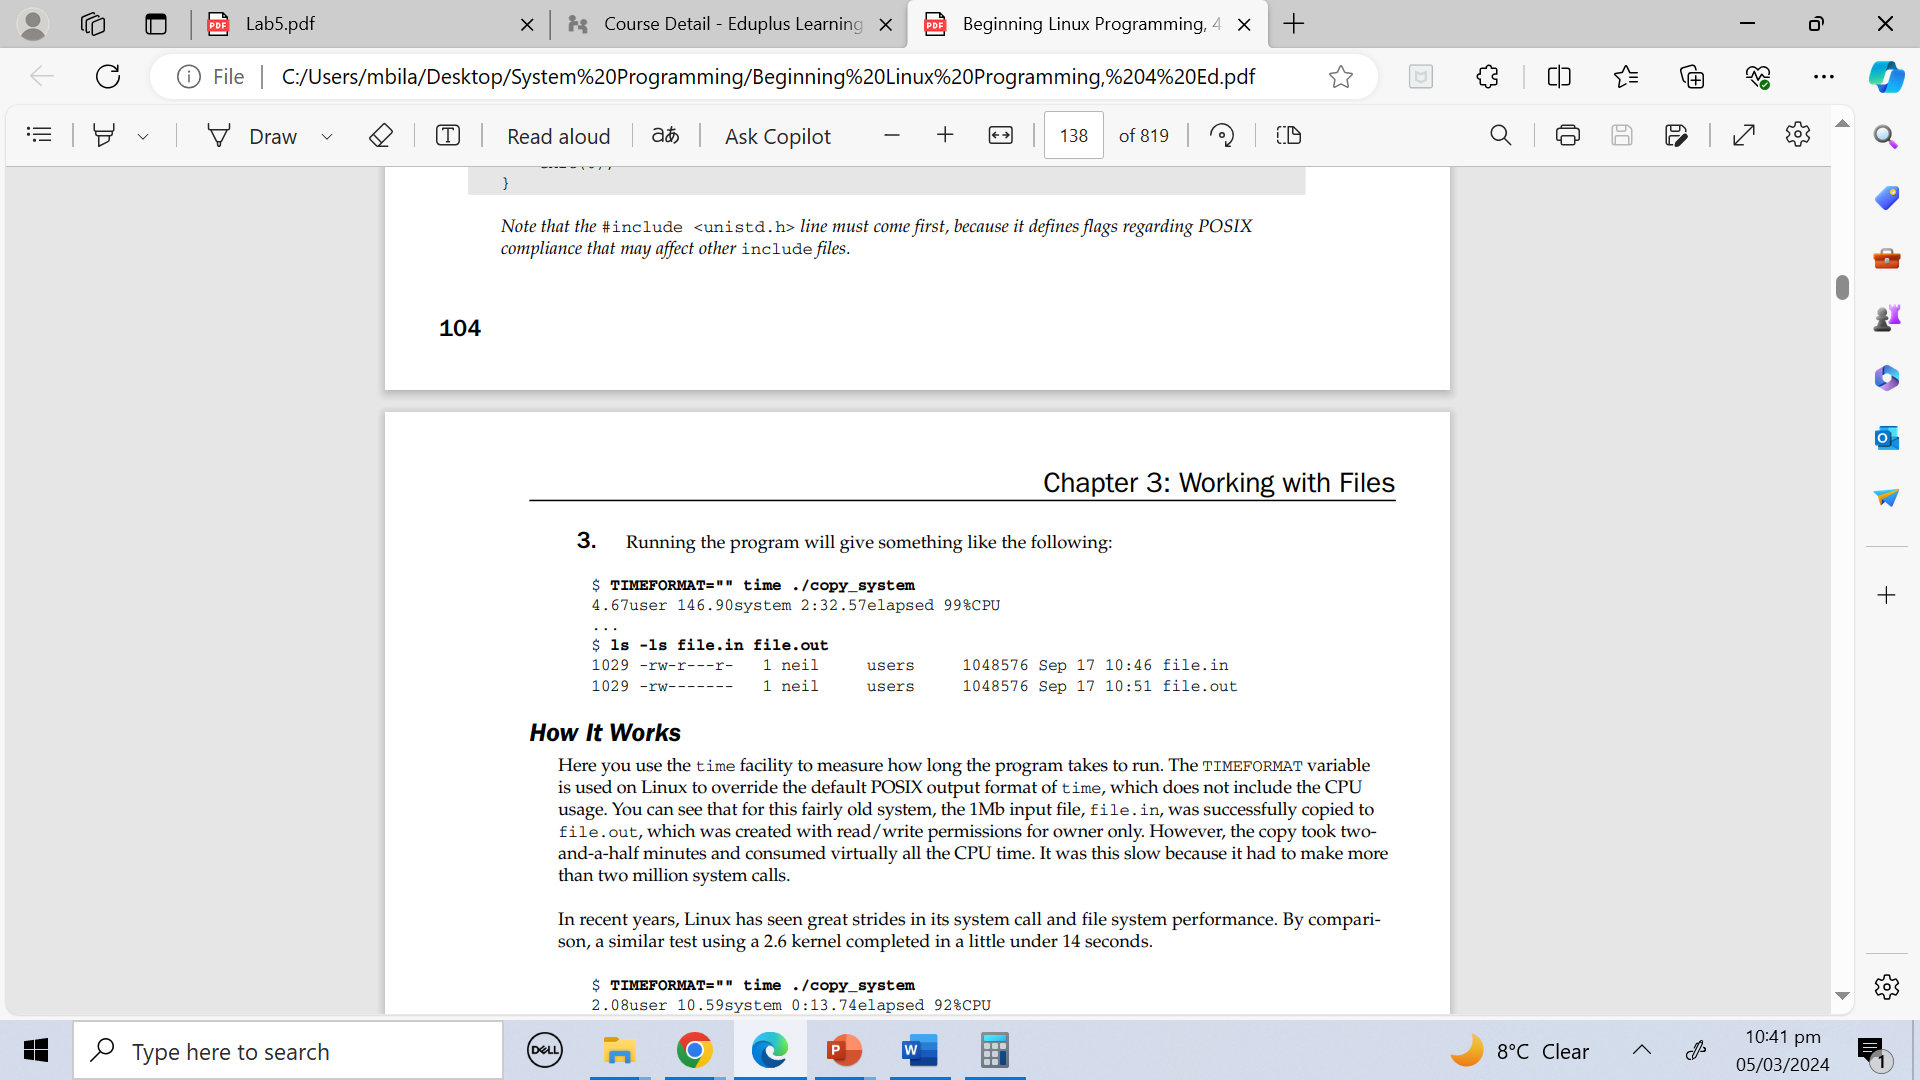 Lab5.pdf
Course Detail - Eduplus Learning
Beginning Linux Programming, 4
File
C:/Users/mbila/Desktop/System%20Programming/Beginning%20Linux%20Programming,%204%20Ed.pdf
Draw
Read aloud
aあ
Ask Copilot
138
of 819
}
Note that the #include <unistd.h> line must come first, because it defines flags regarding POSIX
compliance that may affect other include files.
104
Chapter 3: Working with Files
3. Running the program will give something like the following:
$ TIMEFORMAT="" time ./copy_system
4.67user 146.90system 2:32.57elapsed 99%CPU
...
$ ls -ls file.in file.out
1029 -rw-r---r- 1 neil users 1048576 Sep 17 10:46 file.in
1029 -rw------- 1 neil users 1048576 Sep 17 10:51 file.out
How It Works
Here you use the time facility to measure how long the program takes to run. The TIMEFORMAT variable
is used on Linux to override the default POSIX output format of time, which does not include the CPU
usage. You can see that for this fairly old system, the 1Mb input file, file.in, was successfully copied to
file.out, which was created with read/write permissions for owner only. However, the copy took two-
and-a-half minutes and consumed virtually all the CPU time. It was this slow because it had to make more
than two million system calls.
In recent years, Linux has seen great strides in its system call and file system performance. By compari-
son, a similar test using a 2.6 kernel completed in a little under 14 seconds.
$ TIMEFORMAT="" time ./copy_system
2.08user 10.59system 0:13.74elapsed 92%CPU
Type here to search
DELL
8°C Clear
10:41 pm
05/03/2024
1